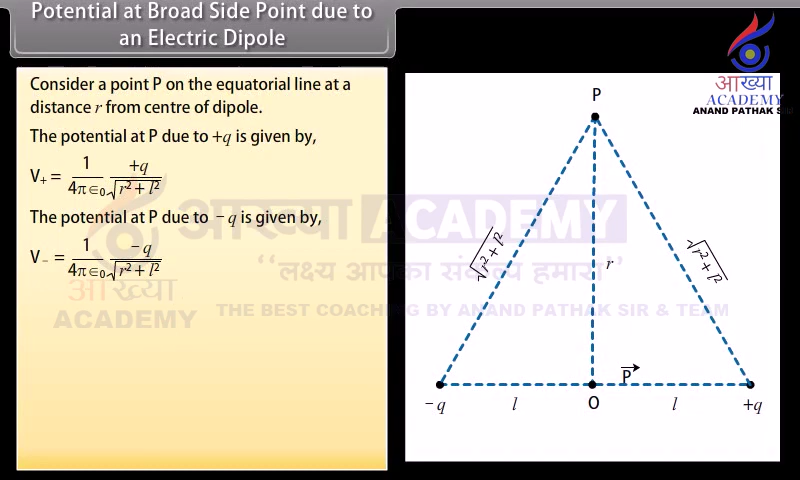 Potential at Broad Side Point due to
an Electric Dipole
आख्या
ACADEMY
ANAND PATHAK SIR
Consider a point P on the equatorial line at a
distance r from centre of dipole.
The potential at P due to +q is given by,
V₊ = 1/4π∈₀ +q/√(r² + l²)
The potential at P due to −q is given by,
V₋ = 1/4π∈₀ −q/√(r² + l²)
P
√(r² + l²)
√(r² + l²)
r
P⃗
−q
l
O
l
+q
आख्या ACADEMY
‘‘लक्ष्य आपका संकल्प हमारा’’
THE BEST COACHING BY ANAND PATHAK SIR & TEAM
आख्या
ACADEMY